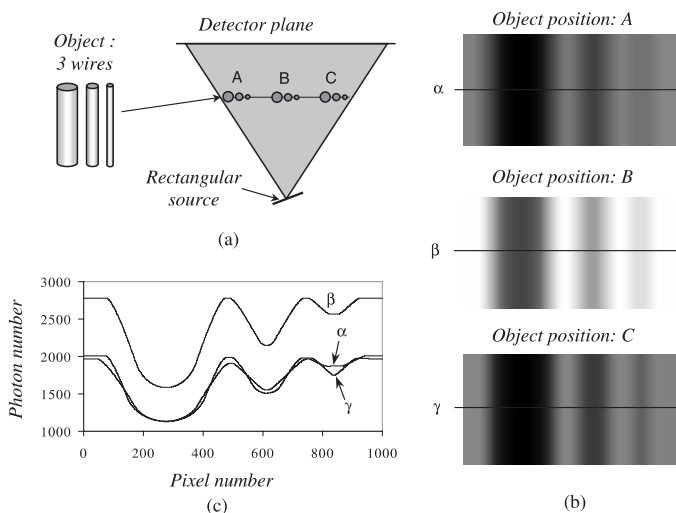 Object :
3 wires
Detector plane
A
B
C
Rectangular
source
(a)
Object position: A
α
Object position: B
β
Object position: C
γ
(b)
Photon number
3000
2500
2000
1500
1000
β
α
γ
0
200
400
600
800
1000
Pixel number
(c)